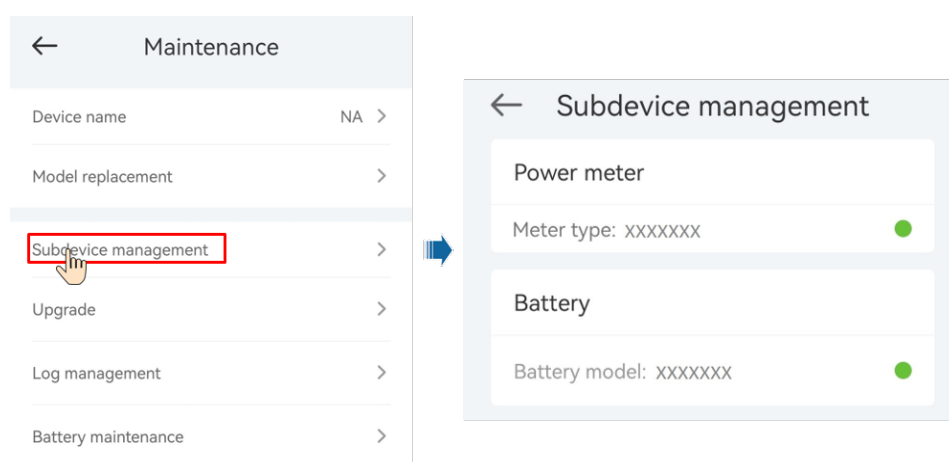 Maintenance
Device name NA
Model replacement
Subdevice management
Upgrade
Log management
Battery maintenance
Subdevice management
Power meter
Meter type: XXXXXXX
Battery
Battery model: XXXXXXX